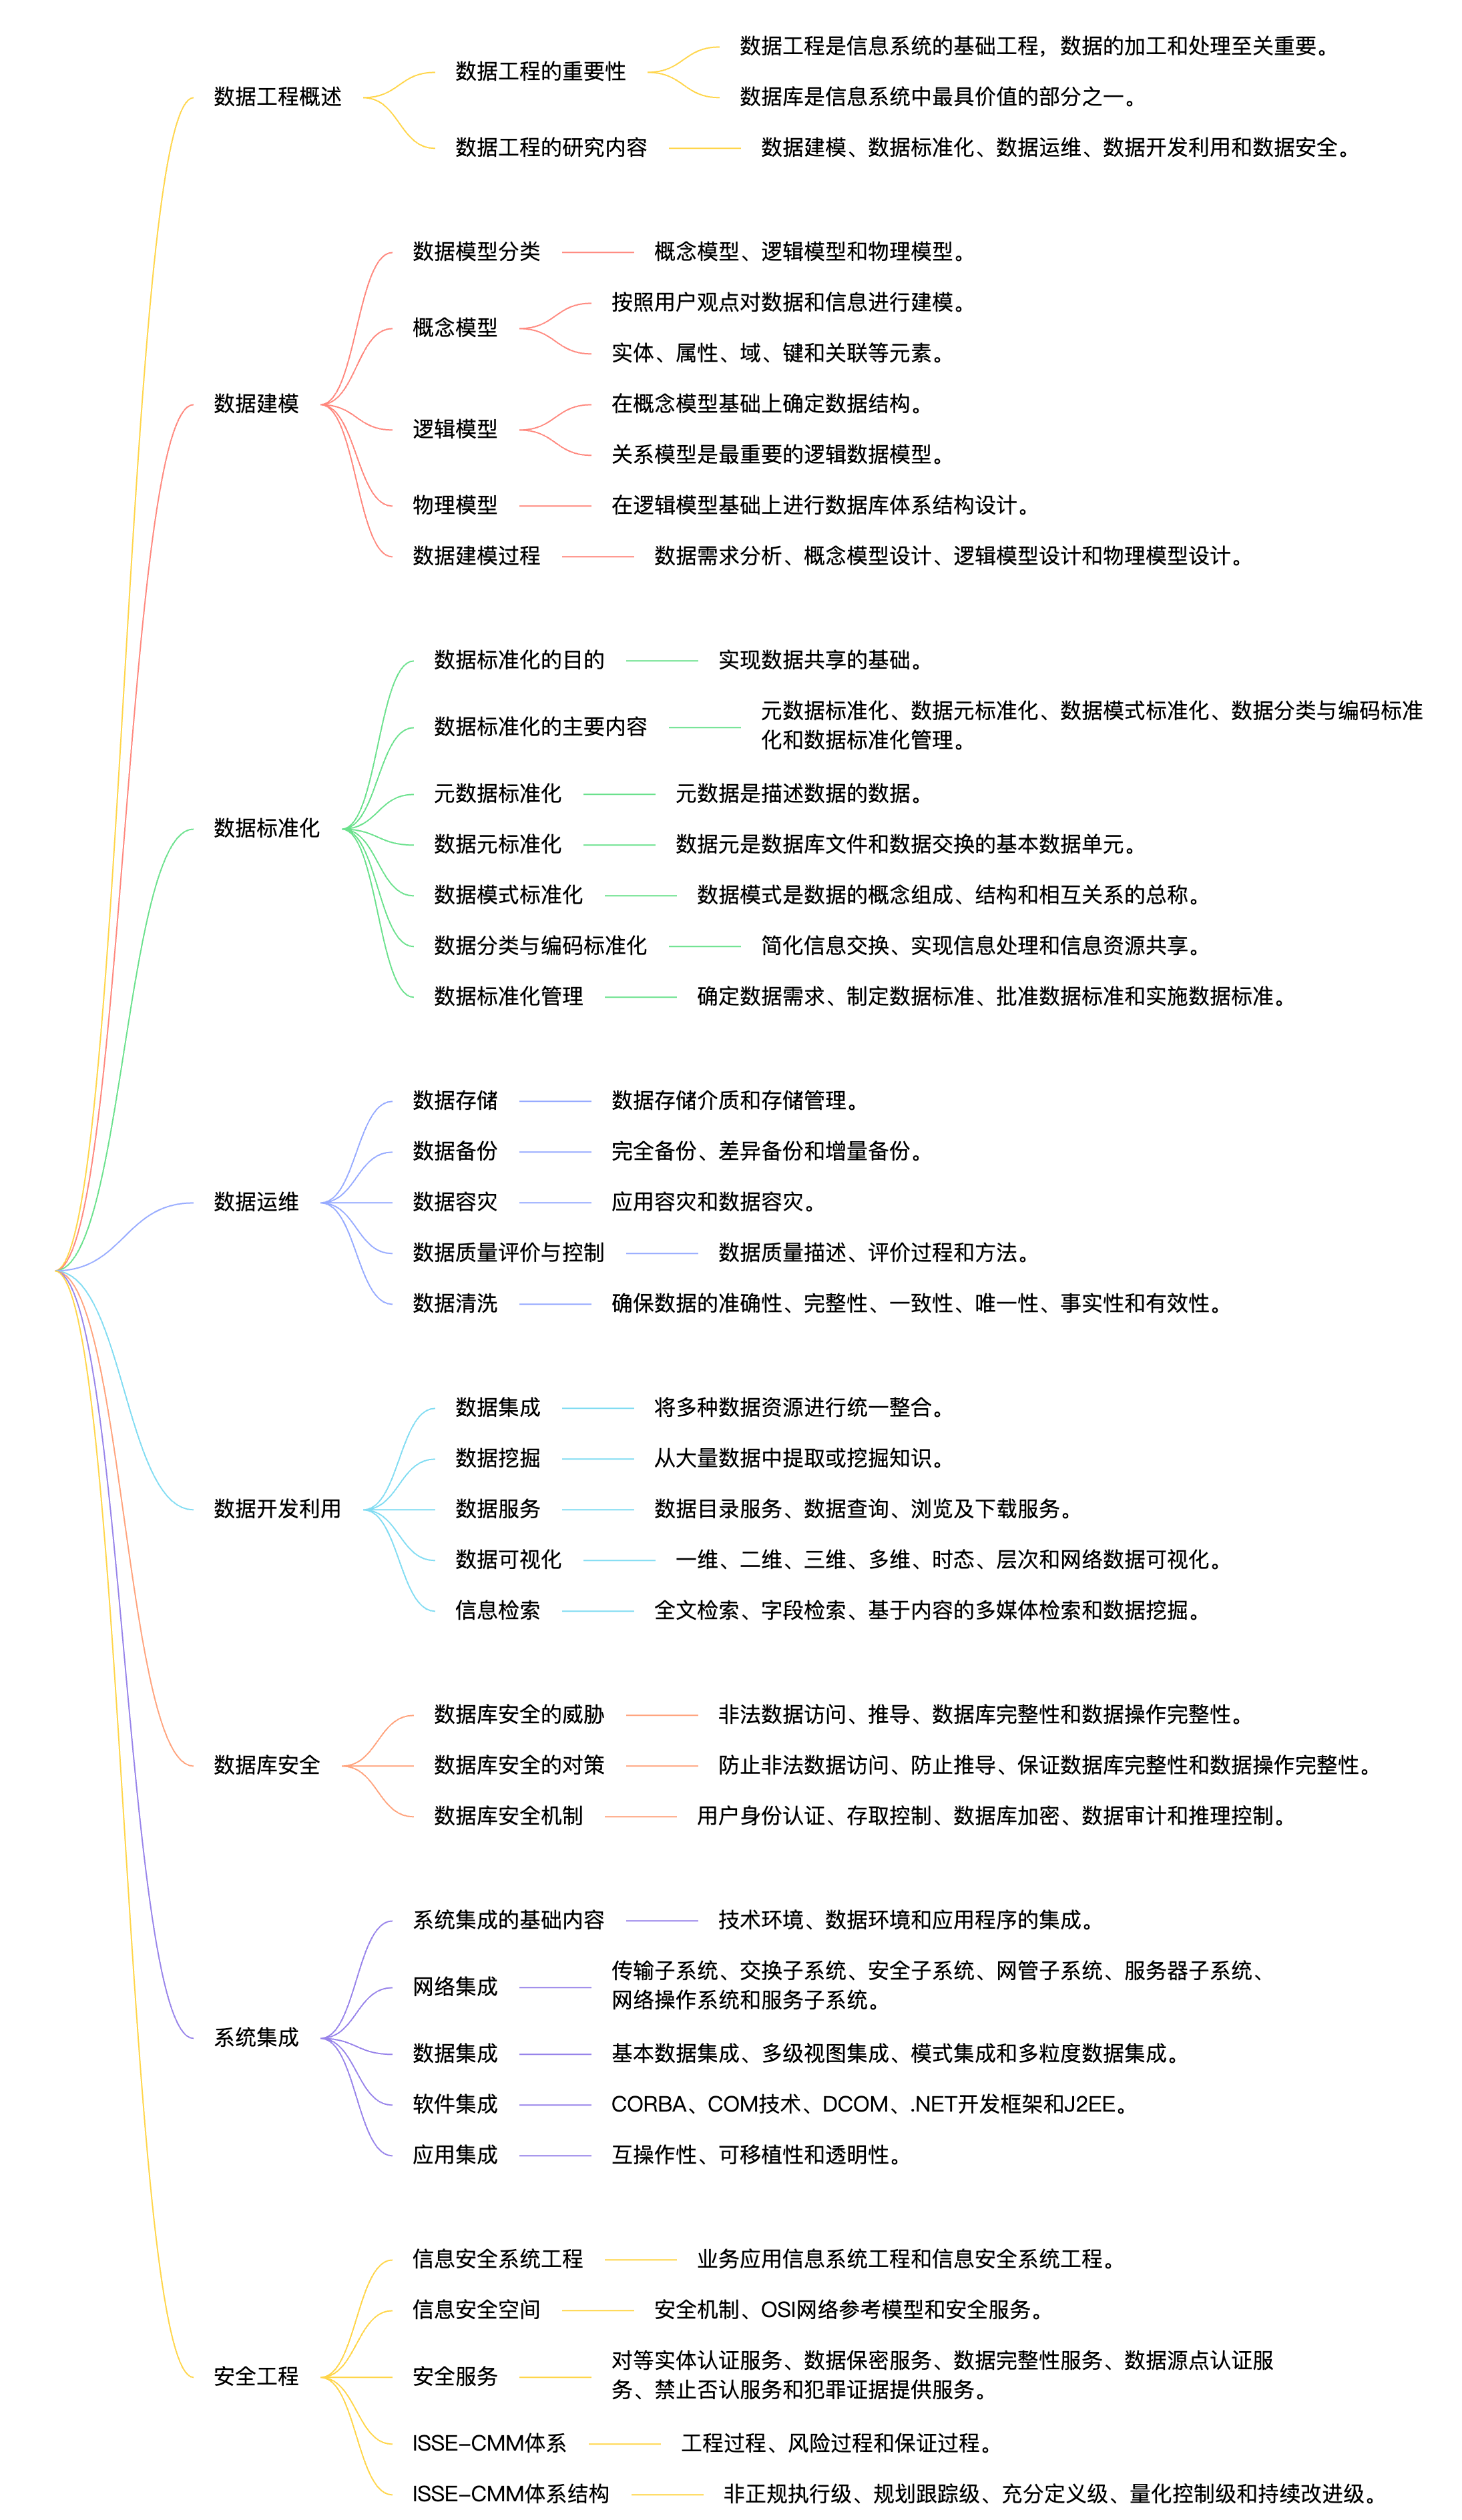 数据工程概述
数据工程的重要性
数据工程是信息系统的基础工程，数据的加工和处理至关重要。
数据库是信息系统中最具价值的部分之一。
数据工程的研究内容
数据建模、数据标准化、数据运维、数据开发利用和数据安全。
数据建模
数据模型分类
概念模型、逻辑模型和物理模型。
概念模型
按照用户观点对数据和信息进行建模。
实体、属性、域、键和关联等元素。
逻辑模型
在概念模型基础上确定数据结构。
关系模型是最重要的逻辑数据模型。
物理模型
在逻辑模型基础上进行数据库体系结构设计。
数据建模过程
数据需求分析、概念模型设计、逻辑模型设计和物理模型设计。
数据标准化
数据标准化的目的
实现数据共享的基础。
数据标准化的主要内容
元数据标准化、数据元标准化、数据模式标准化、数据分类与编码标准
化和数据标准化管理。
元数据标准化
元数据是描述数据的数据。
数据元标准化
数据元是数据库文件和数据交换的基本数据单元。
数据模式标准化
数据模式是数据的概念组成、结构和相互关系的总称。
数据分类与编码标准化
简化信息交换、实现信息处理和信息资源共享。
数据标准化管理
确定数据需求、制定数据标准、批准数据标准和实施数据标准。
数据运维
数据存储
数据存储介质和存储管理。
数据备份
完全备份、差异备份和增量备份。
数据容灾
应用容灾和数据容灾。
数据质量评价与控制
数据质量描述、评价过程和方法。
数据清洗
确保数据的准确性、完整性、一致性、唯一性、事实性和有效性。
数据开发利用
数据集成
将多种数据资源进行统一整合。
数据挖掘
从大量数据中提取或挖掘知识。
数据服务
数据目录服务、数据查询、浏览及下载服务。
数据可视化
一维、二维、三维、多维、时态、层次和网络数据可视化。
信息检索
全文检索、字段检索、基于内容的多媒体检索和数据挖掘。
数据库安全
数据库安全的威胁
非法数据访问、推导、数据库完整性和数据操作完整性。
数据库安全的对策
防止非法数据访问、防止推导、保证数据库完整性和数据操作完整性。
数据库安全机制
用户身份认证、存取控制、数据库加密、数据审计和推理控制。
系统集成
系统集成的基础内容
技术环境、数据环境和应用程序的集成。
网络集成
传输子系统、交换子系统、安全子系统、网管子系统、服务器子系统、
网络操作系统和服务子系统。
数据集成
基本数据集成、多级视图集成、模式集成和多粒度数据集成。
软件集成
CORBA、COM技术、DCOM、.NET开发框架和J2EE。
应用集成
互操作性、可移植性和透明性。
安全工程
信息安全系统工程
业务应用信息系统工程和信息安全系统工程。
信息安全空间
安全机制、OSI网络参考模型和安全服务。
安全服务
对等实体认证服务、数据保密服务、数据完整性服务、数据源点认证服
务、禁止否认服务和犯罪证据提供服务。
ISSE-CMM体系
工程过程、风险过程和保证过程。
ISSE-CMM体系结构
非正规执行级、规划跟踪级、充分定义级、量化控制级和持续改进级。